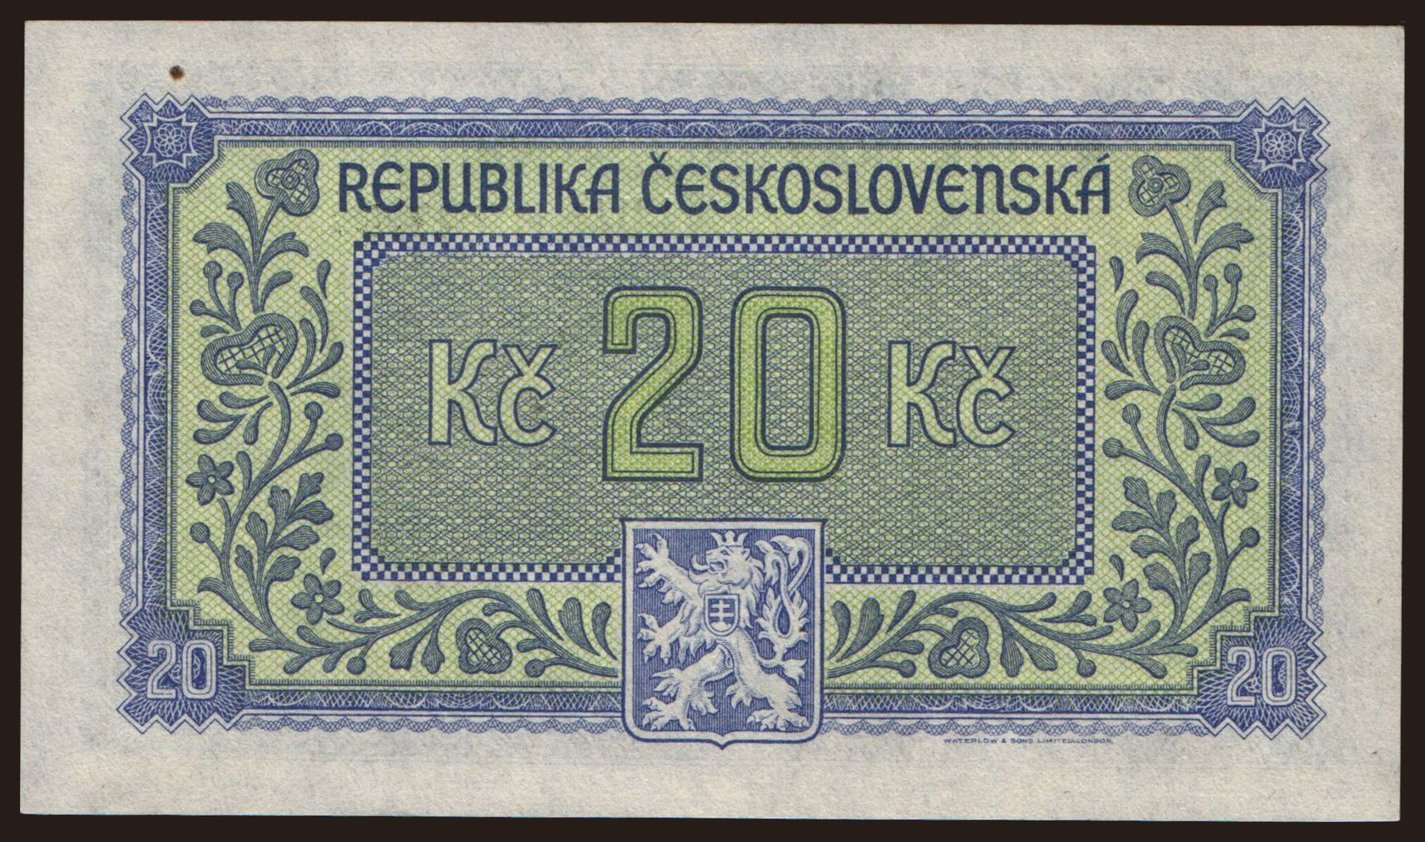 REPUBLIKA ČESKOSLOVENSKÁ
Kč 20 Kč
20 20
WATERLOW & SONS LIMITED, LONDON.